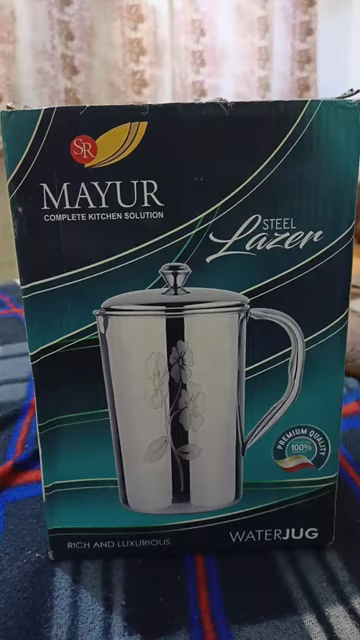 SR
MAYUR
COMPLETE KITCHEN SOLUTION
STEEL
Lazer
PREMIUM QUALITY
100%
RICH AND LUXURIOUS
WATERJUG